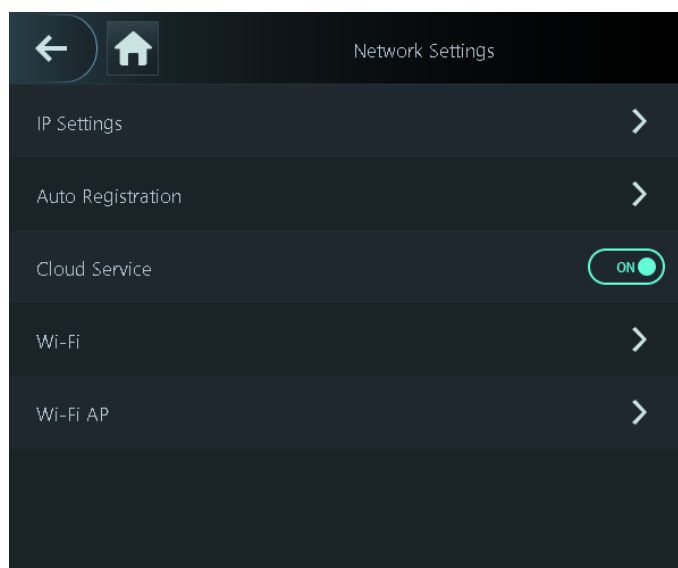 Network Settings
IP Settings
Auto Registration
Cloud Service
ON
Wi-Fi
Wi-Fi AP